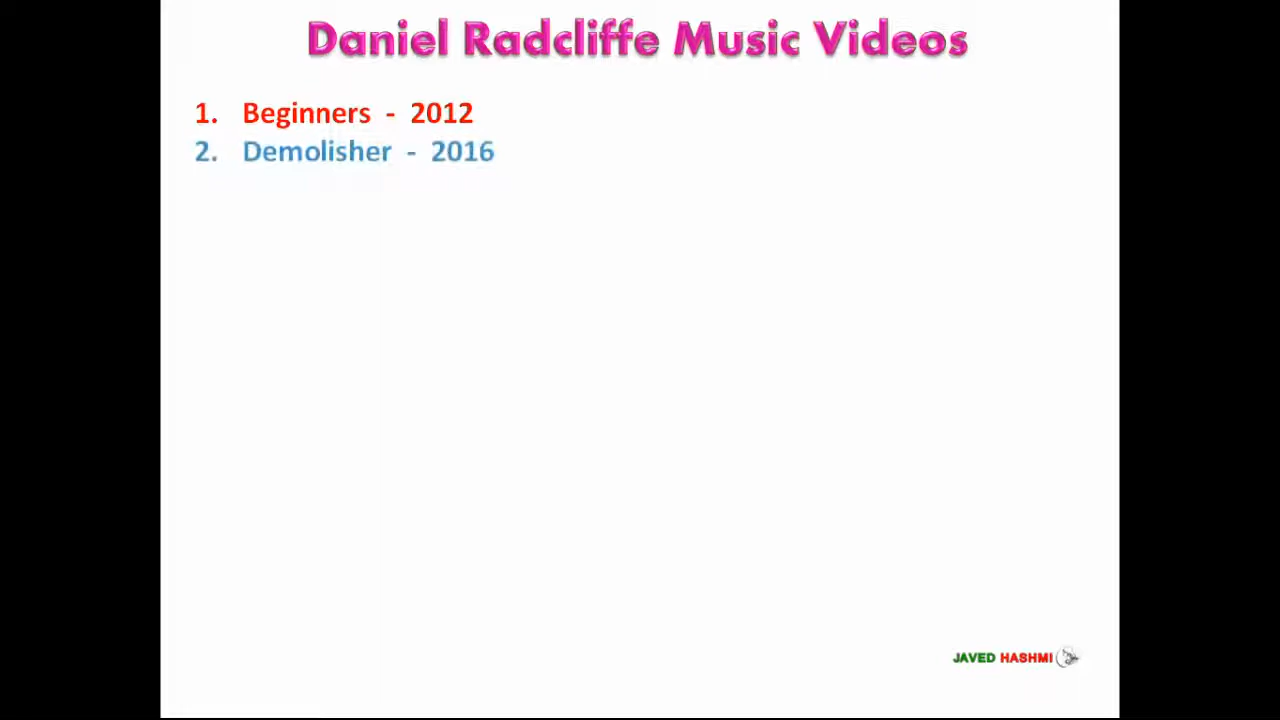 Daniel Radcliffe Music Videos
1. Beginners - 2012
2. Demolisher - 2016
JAVED HASHMI